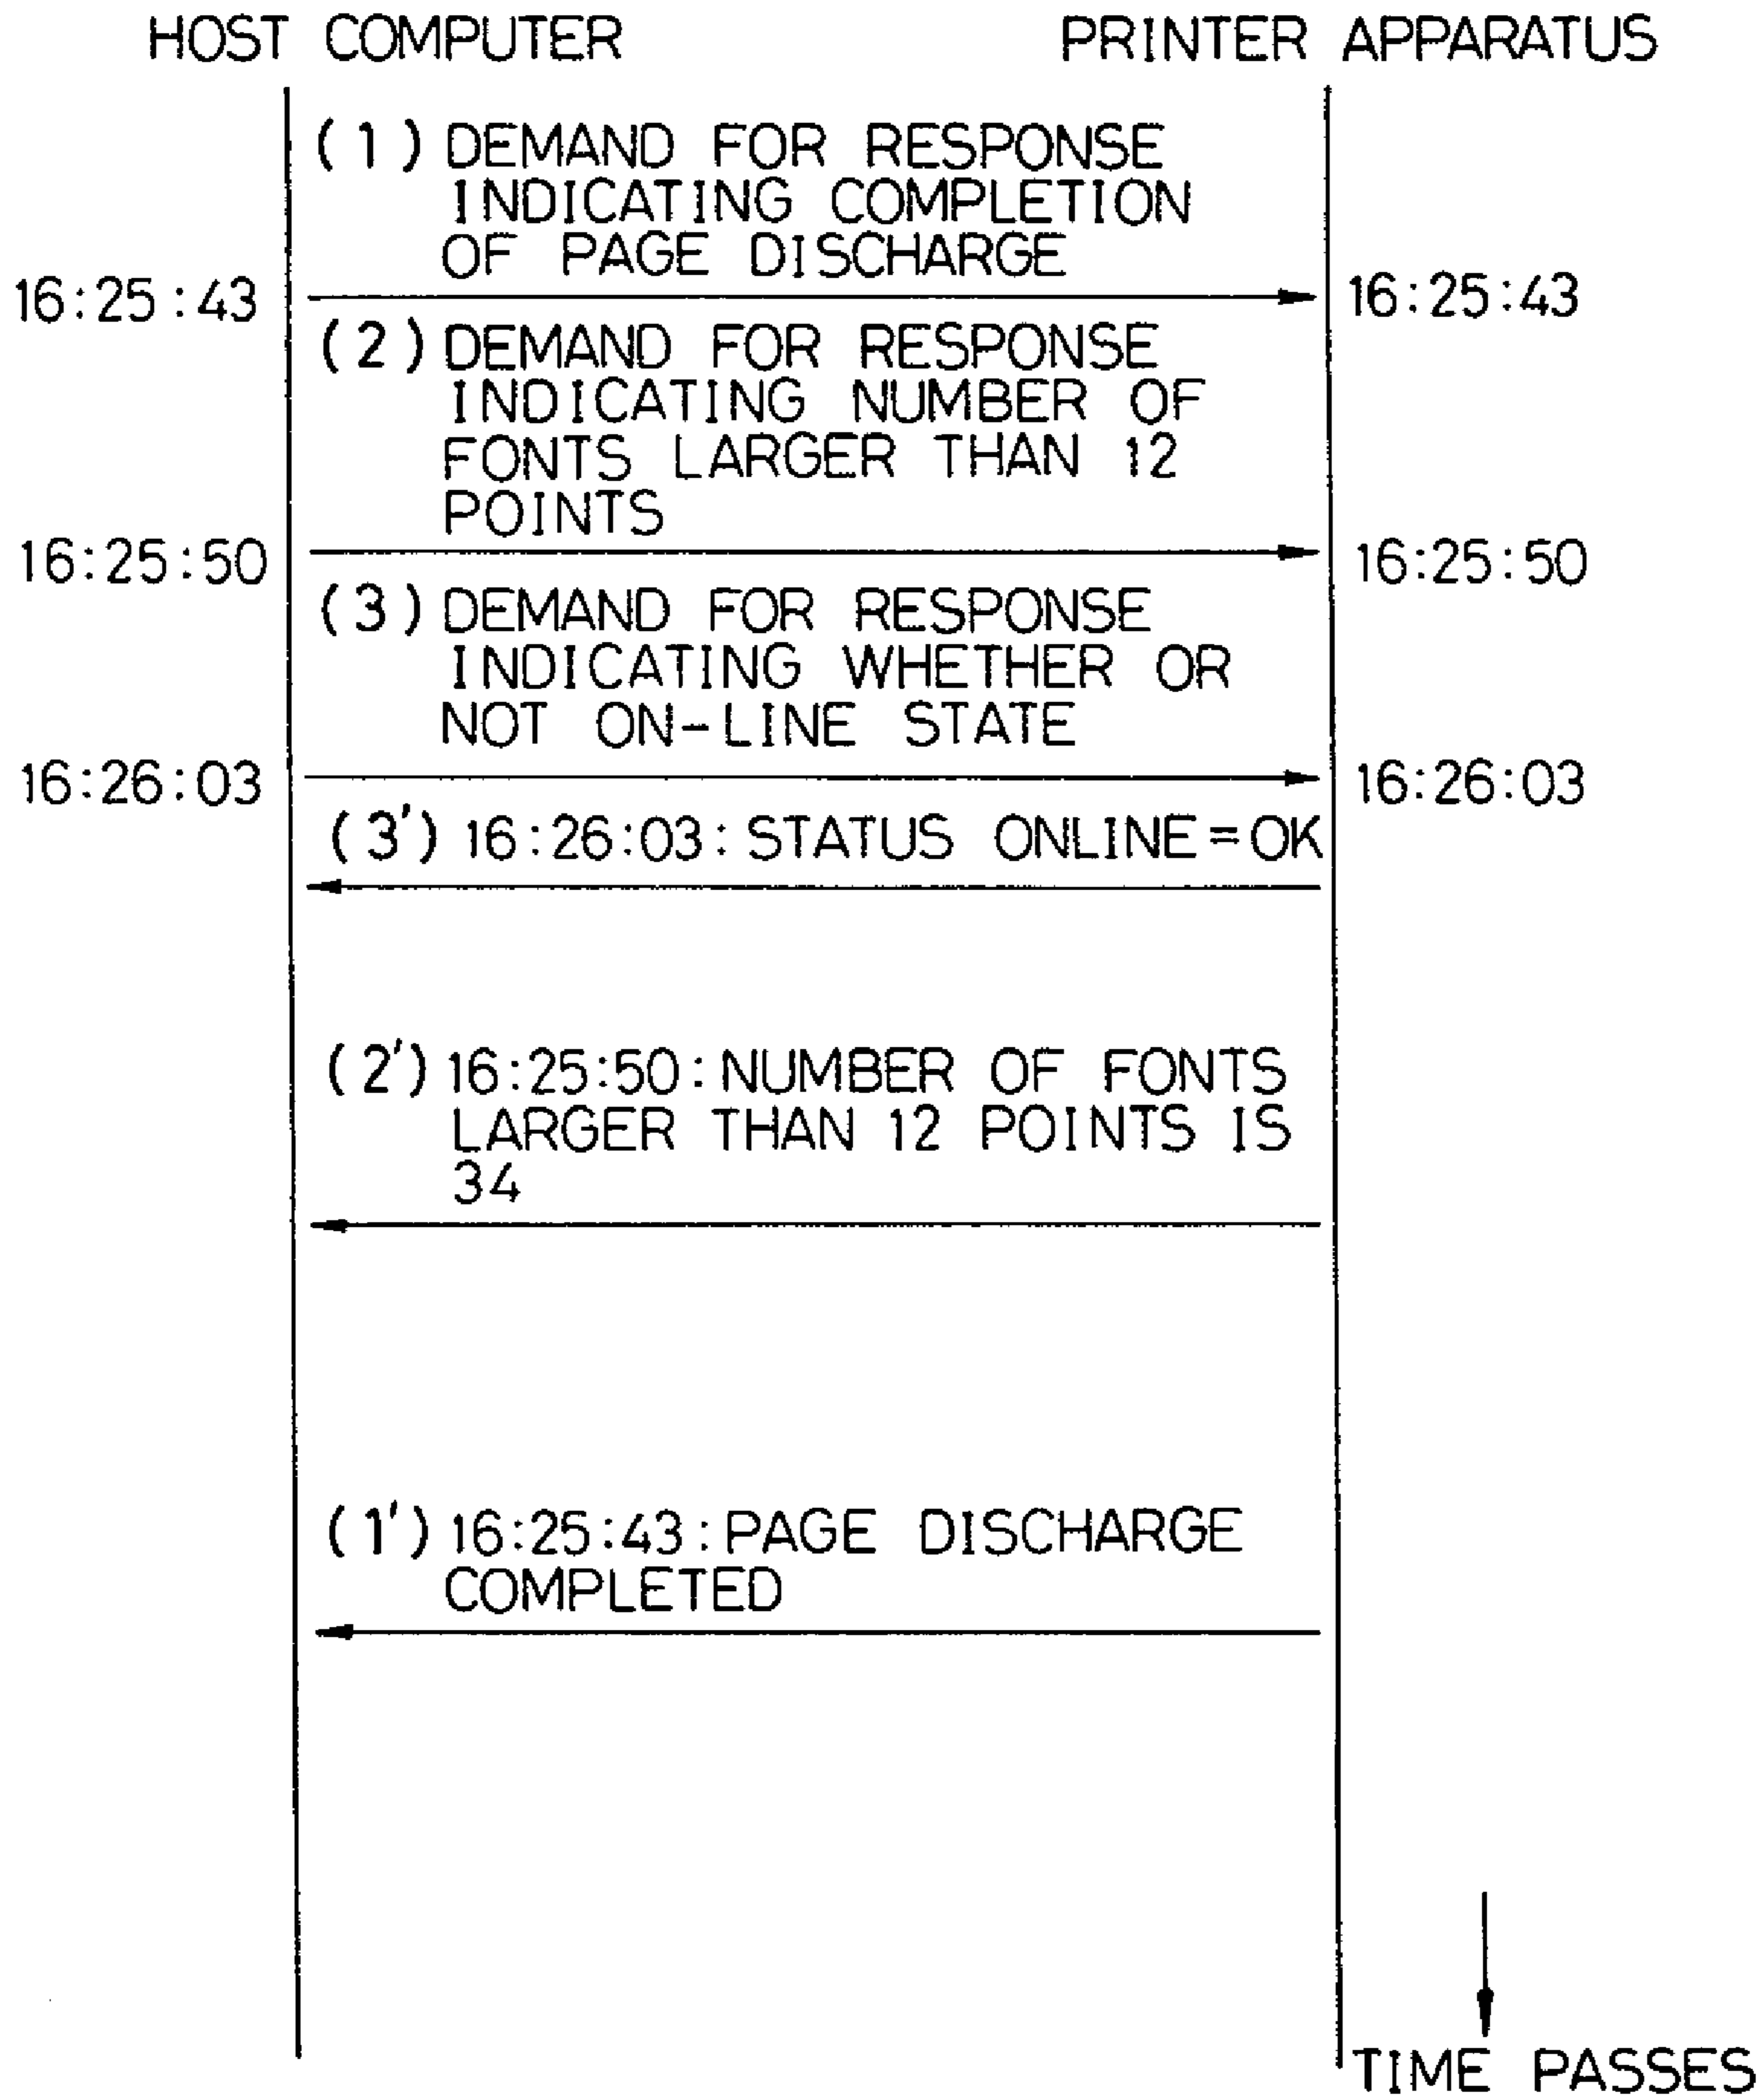 HOST COMPUTER PRINTER APPARATUS
(1) DEMAND FOR RESPONSE
INDICATING COMPLETION
OF PAGE DISCHARGE
16:25:43 16:25:43
(2) DEMAND FOR RESPONSE
INDICATING NUMBER OF
FONTS LARGER THAN 12
POINTS
16:25:50 16:25:50
(3) DEMAND FOR RESPONSE
INDICATING WHETHER OR
NOT ON-LINE STATE
16:26:03 16:26:03
(3') 16:26:03: STATUS ONLINE=OK
(2') 16:25:50: NUMBER OF FONTS
LARGER THAN 12 POINTS IS
34
(1') 16:25:43: PAGE DISCHARGE
COMPLETED
TIME PASSES